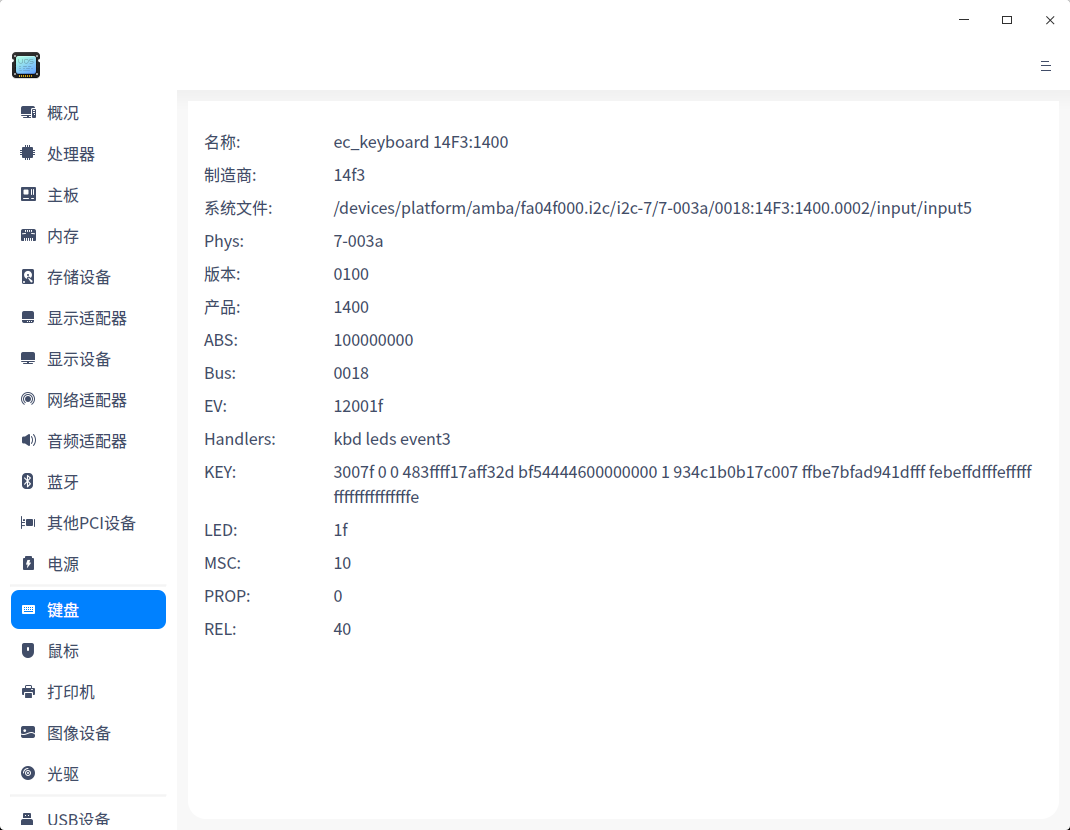 UOS
概况
处理器
主板
内存
存储设备
显示适配器
显示设备
网络适配器
音频适配器
蓝牙
其他PCI设备
电源
键盘
鼠标
打印机
图像设备
光驱
USB设备
名称: ec_keyboard 14F3:1400
制造商: 14f3
系统文件: /devices/platform/amba/fa04f000.i2c/i2c-7/7-003a/0018:14F3:1400.0002/input/input5
Phys: 7-003a
版本: 0100
产品: 1400
ABS: 100000000
Bus: 0018
EV: 12001f
Handlers: kbd leds event3
KEY: 3007f 0 0 483ffff17aff32d bf54444600000000 1 934c1b0b17c007 ffbe7bfad941dfff febeffdfffefffff
fffffffffffffffe
LED: 1f
MSC: 10
PROP: 0
REL: 40